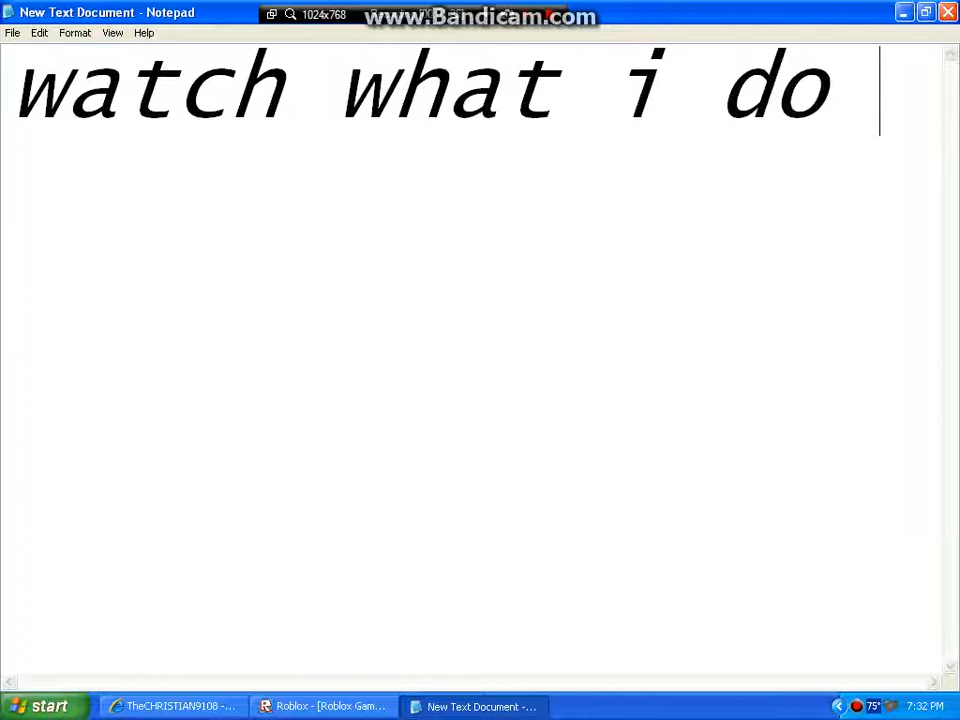 New Text Document - Notepad
1024x768
www.Bandicam.com
File Edit Format View Help
watch what i do
start
TheCHRISTIAN9108 -...
Roblox - [Roblox Gam...
New Text Document -...
75°
7:32 PM